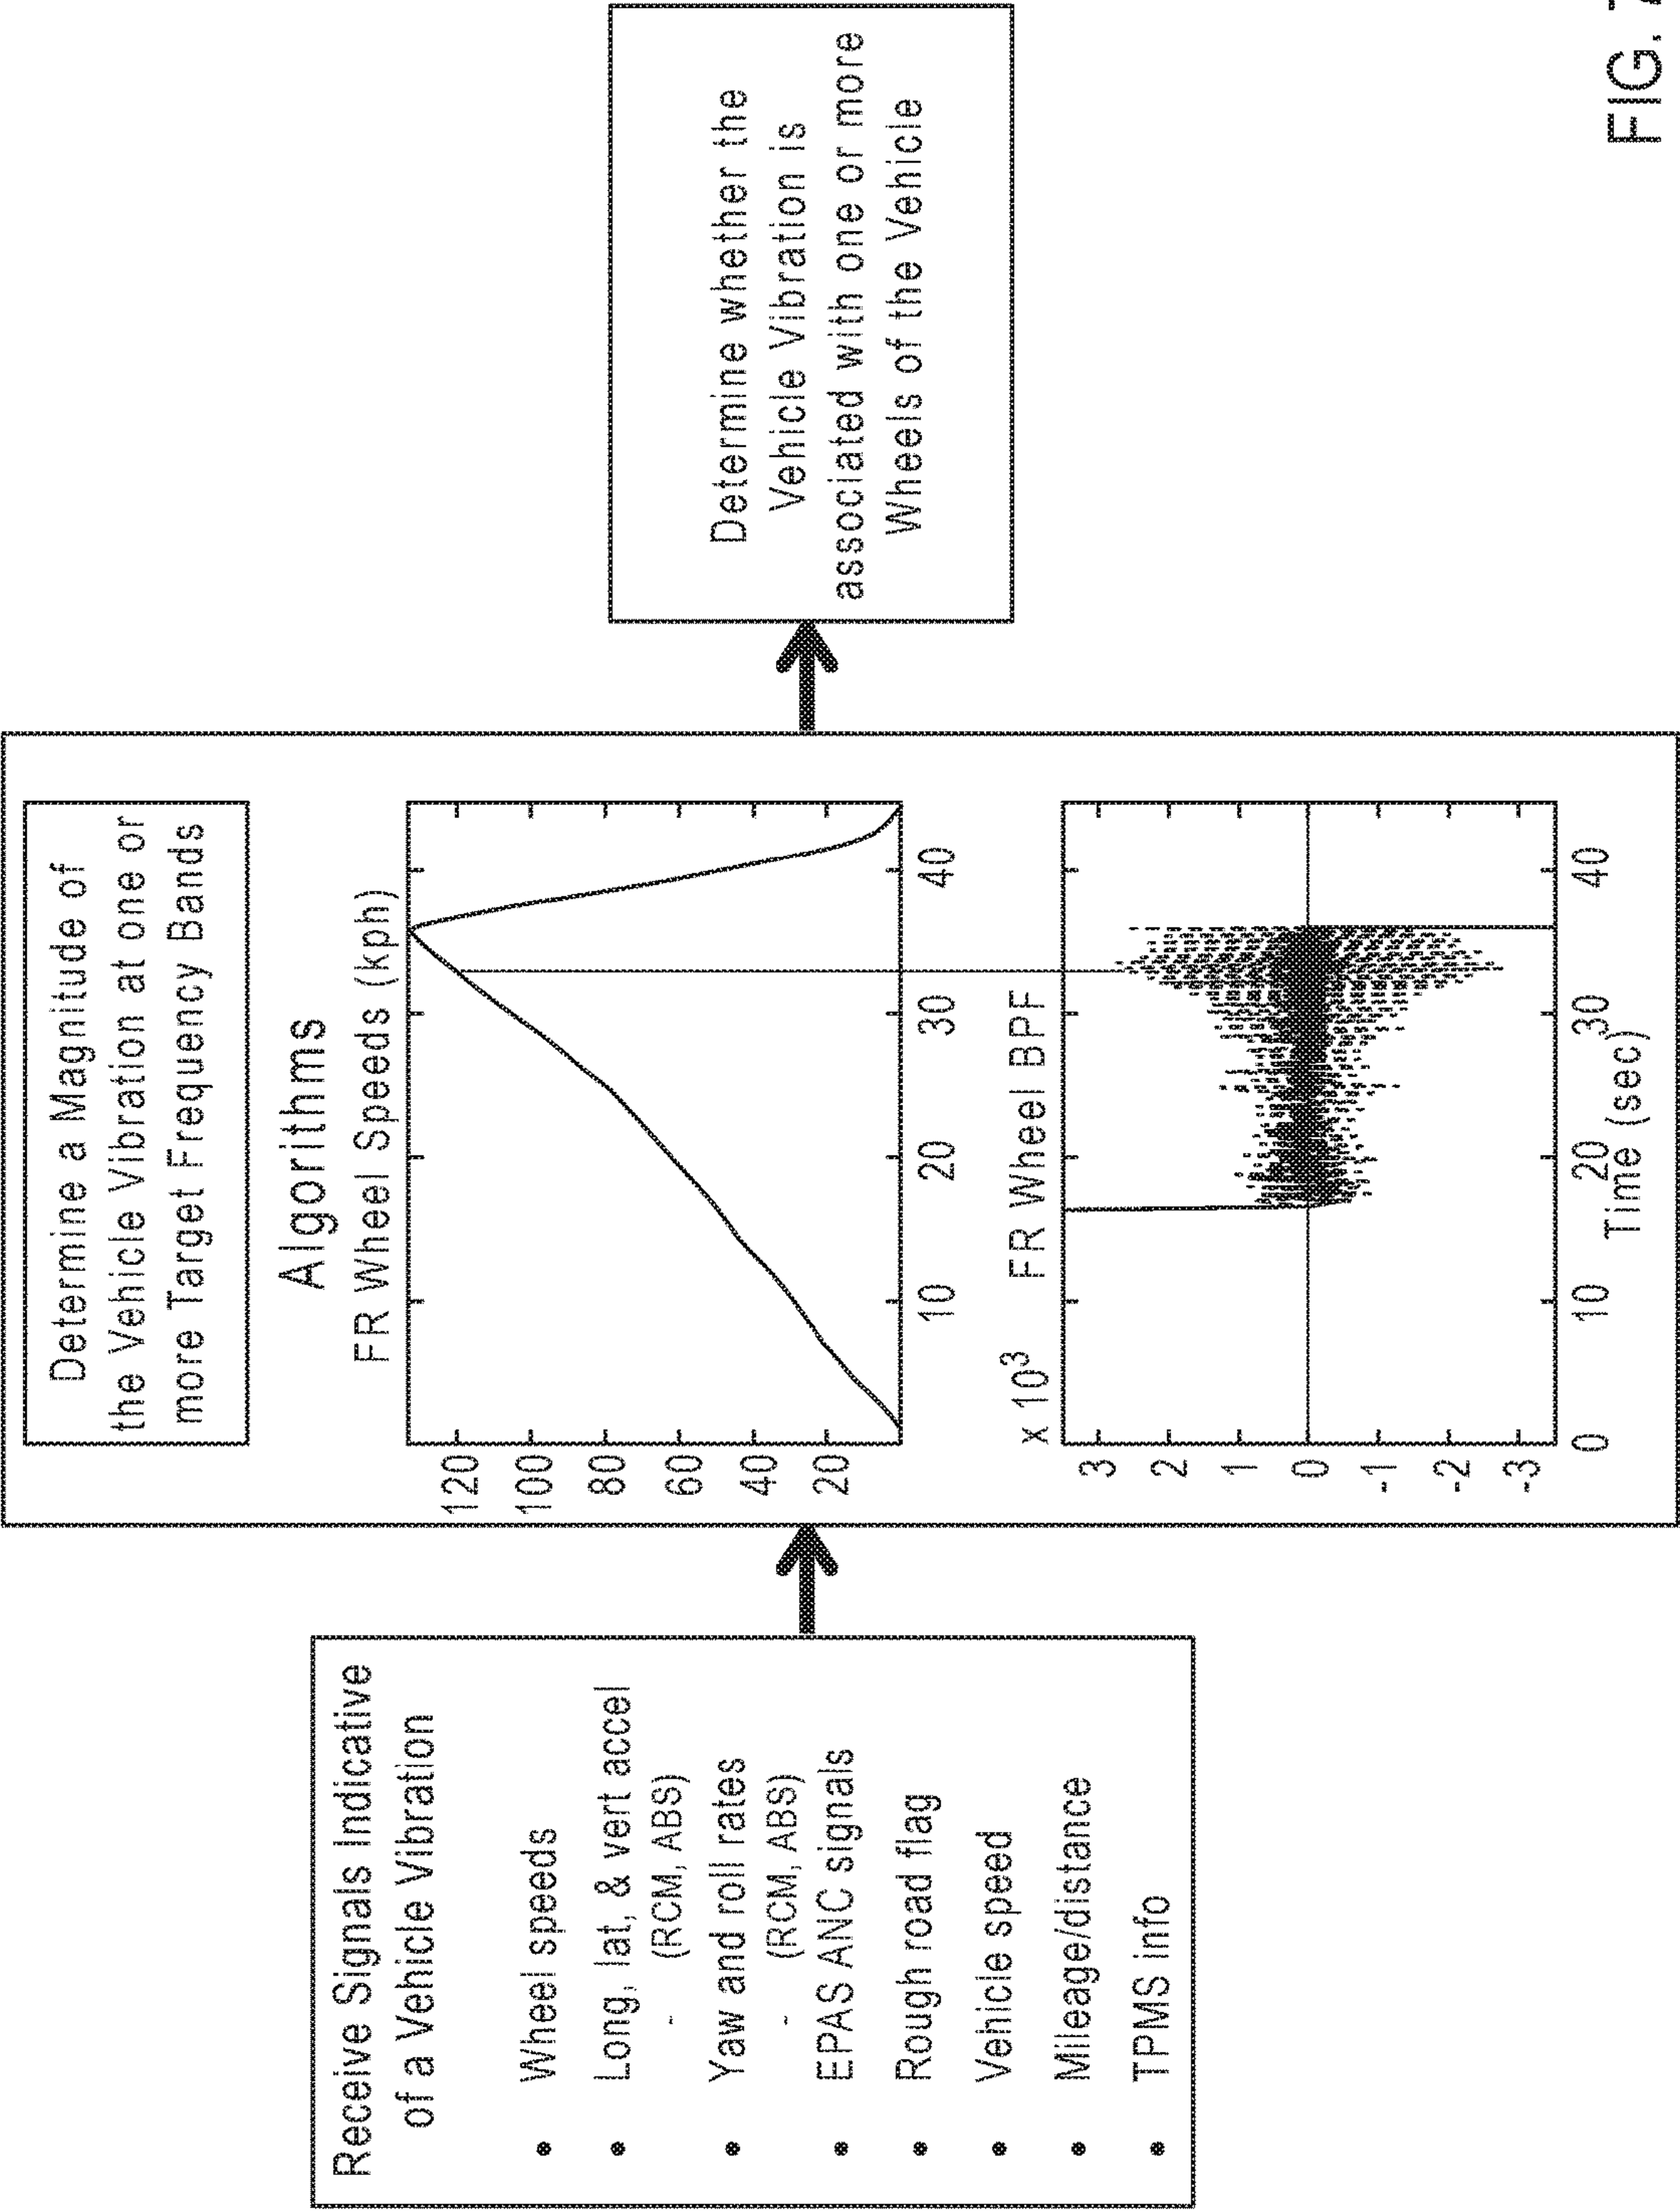 Receive Signals Indicative
of a Vehicle Vibration
• Wheel speeds
• Long, lat, & vert accel
- (RCM, ABS)
• Yaw and roll rates
- (RCM, ABS)
• EPAS ANC signals
• Rough road flag
• Vehicle speed
• Mileage/distance
• TPMS info
Determine a Magnitude of
the Vehicle Vibration at one or
more Target Frequency Bands
Algorithms
FR Wheel Speeds (kph)
120
100
80
60
40
20
10 20 30 40
x 10³ FR Wheel BPF
3
2
1
0
-1
-2
-3
0 10 20 30 40
Time (sec)
Determine whether the
Vehicle Vibration is
associated with one or more
Wheels of the Vehicle
FIG.